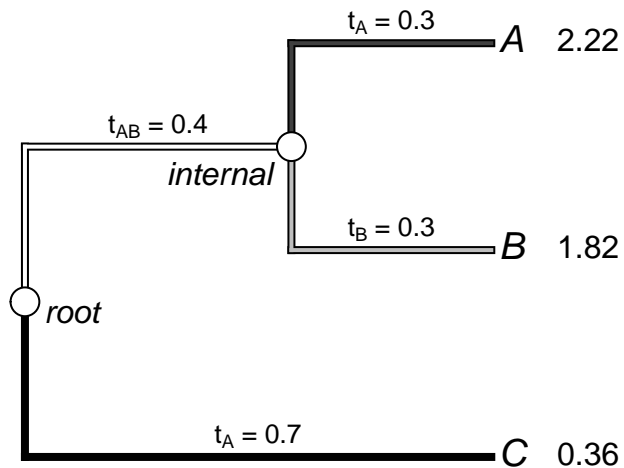 t_A = 0.3
A 2.22
t_AB = 0.4
internal
t_B = 0.3
B 1.82
root
t_A = 0.7
C 0.36